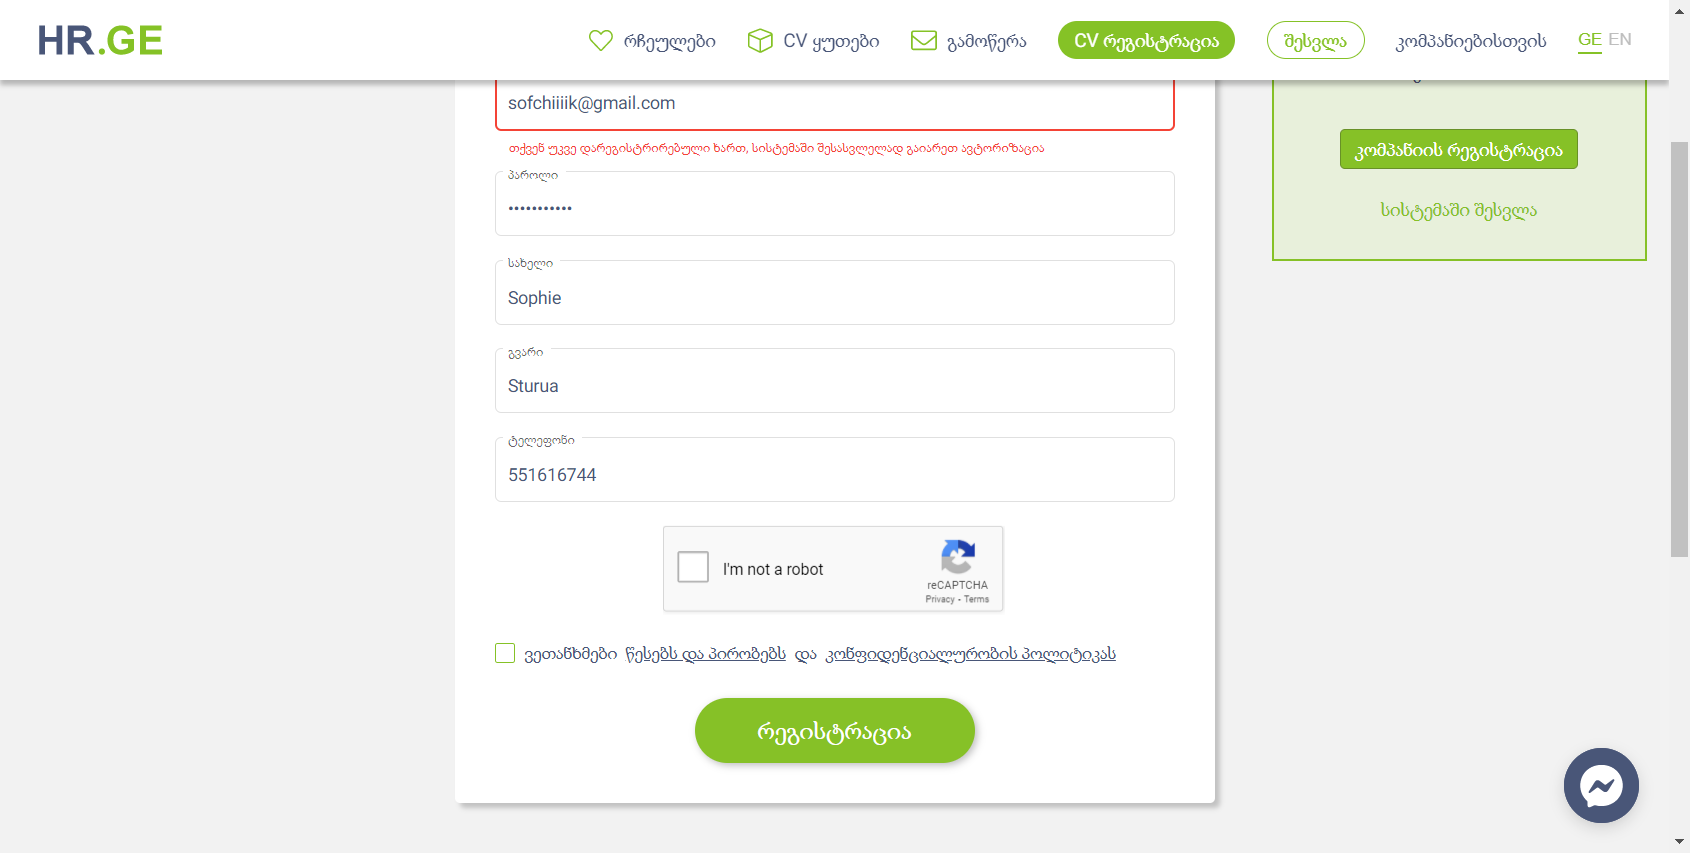 HR.GE
რჩეულები
CV ყუთები
გამოწერა
CV რეგისტრაცია
შესვლა
კომპანიებისთვის
GE EN
sofchiiiik@gmail.com
თქვენ უკვე დარეგისტრირებული ხართ, სისტემაში შესასვლელად გაიარეთ ავტორიზაცია
პაროლი
•••••••••••
სახელი
Sophie
გვარი
Sturua
ტელეფონი
551616744
I'm not a robot
reCAPTCHA
Privacy - Terms
ვეთანხმები წესებს და პირობებს და კონფიდენციალურობის პოლიტიკას
რეგისტრაცია
კომპანიის რეგისტრაცია
სისტემაში შესვლა